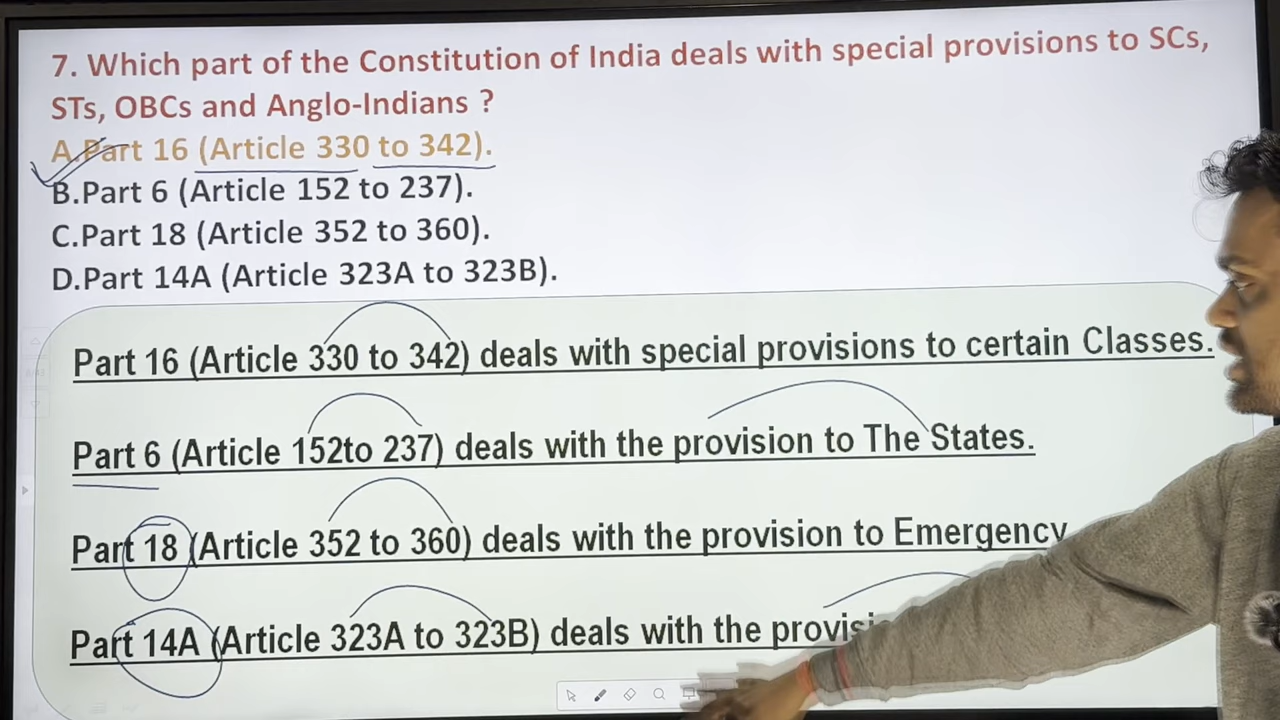 7. Which part of the Constitution of India deals with special provisions to SCs,
STs, OBCs and Anglo-Indians ?
A.Part 16 (Article 330 to 342).
B.Part 6 (Article 152 to 237).
C.Part 18 (Article 352 to 360).
D.Part 14A (Article 323A to 323B).
Part 16 (Article 330 to 342) deals with special provisions to certain Classes.
Part 6 (Article 152to 237) deals with the provision to The States.
Part 18 (Article 352 to 360) deals with the provision to Emergency
Part 14A (Article 323A to 323B) deals with the